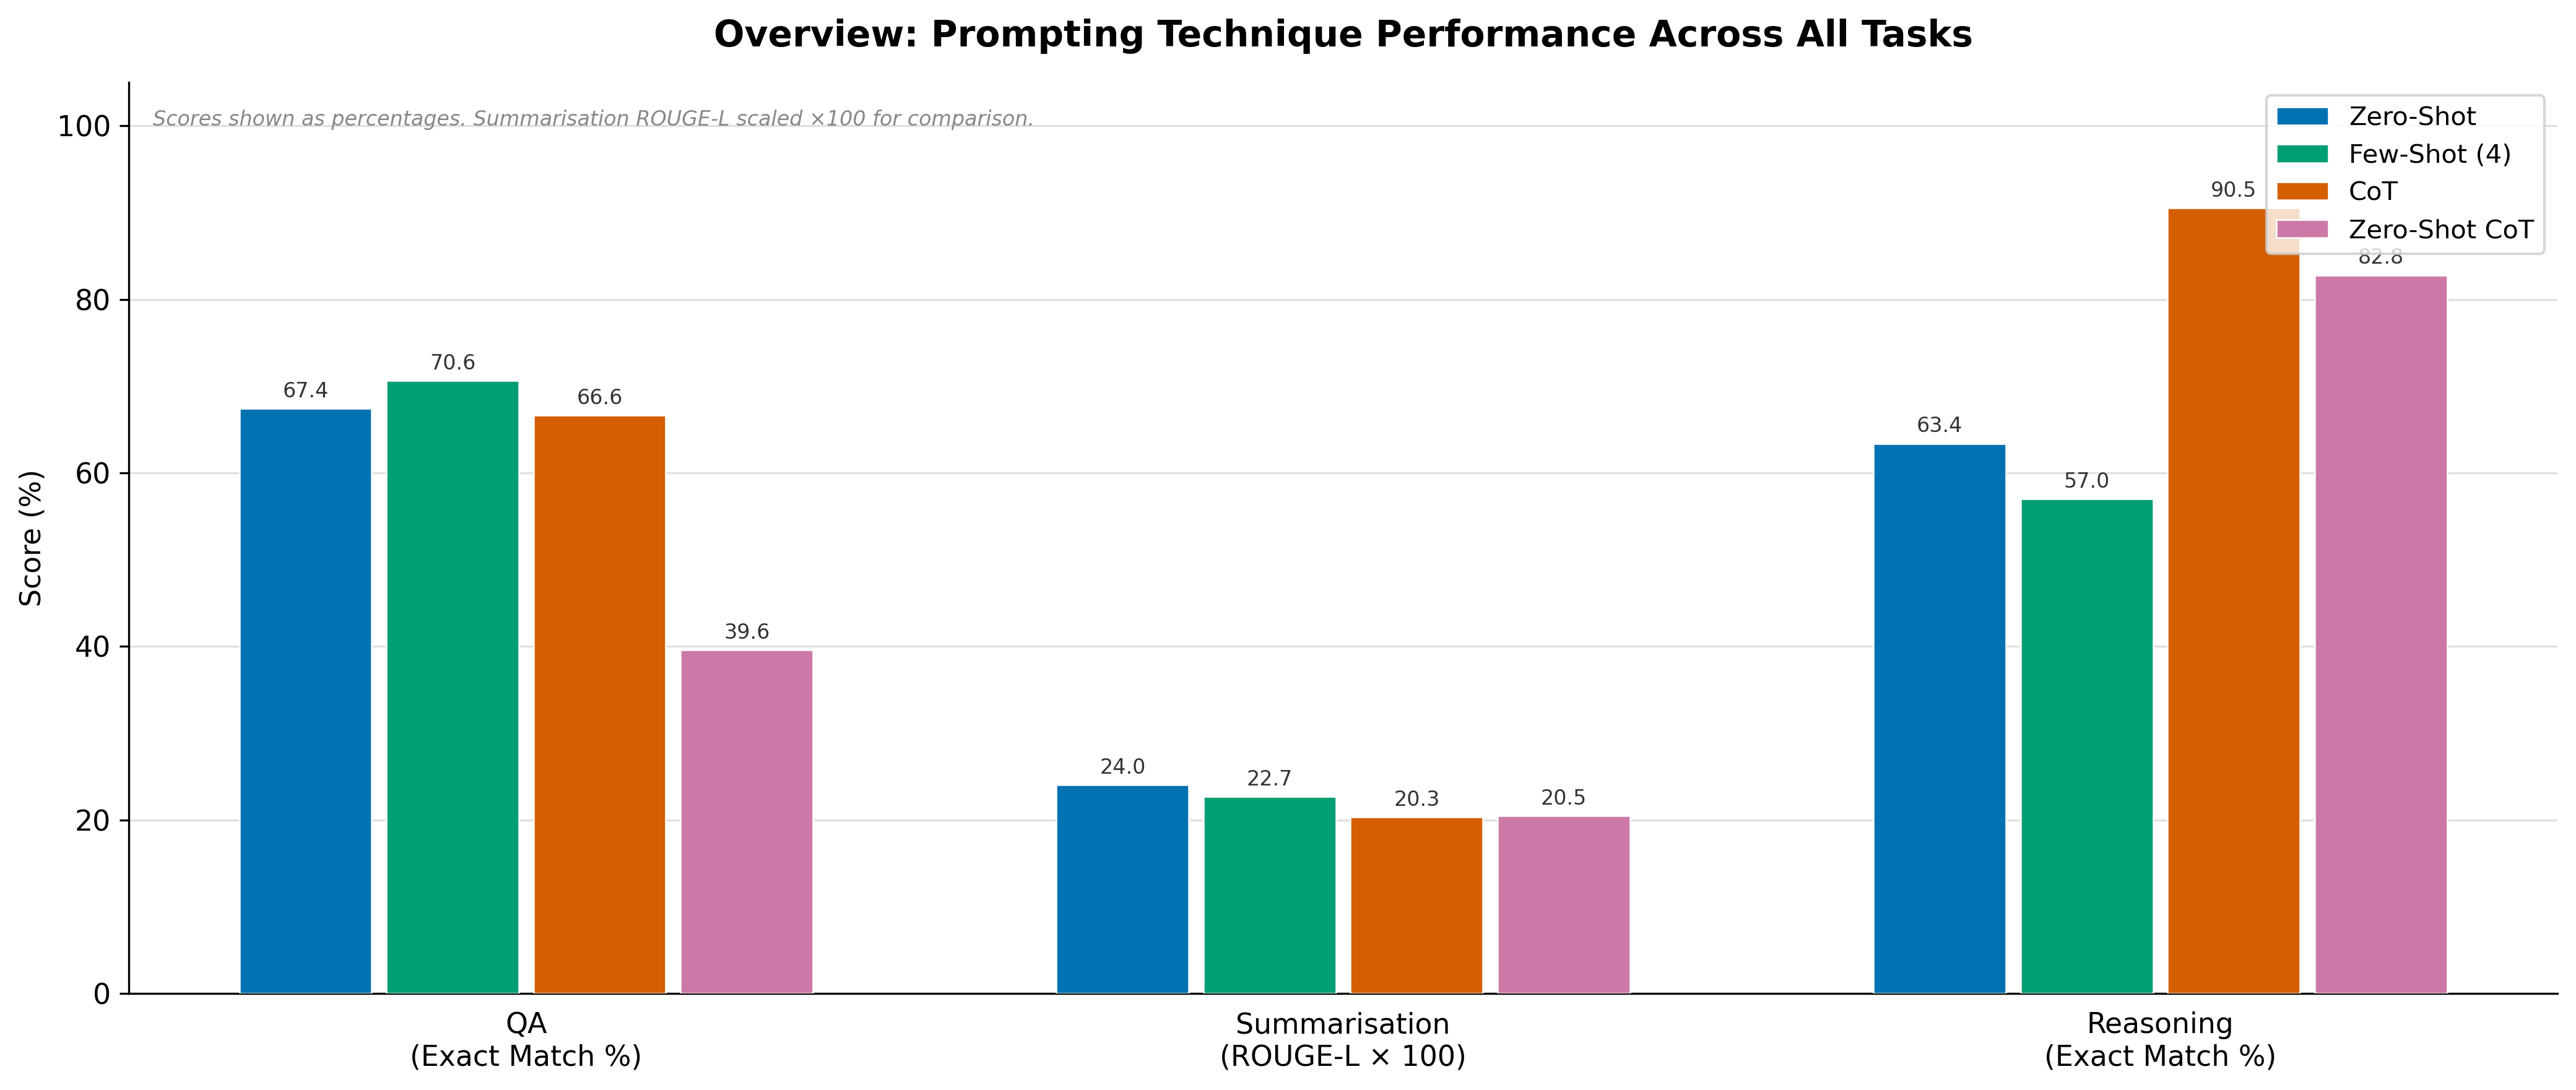 Overview: Prompting Technique Performance Across All Tasks
Scores shown as percentages. Summarisation ROUGE-L scaled ×100 for comparison.
Zero-Shot
Few-Shot (4)
CoT
Zero-Shot CoT
Score (%)
100
80
60
40
20
0
67.4
70.6
66.6
39.6
24.0
22.7
20.3
20.5
63.4
57.0
90.5
82.8
QA
(Exact Match %)
Summarisation
(ROUGE-L × 100)
Reasoning
(Exact Match %)